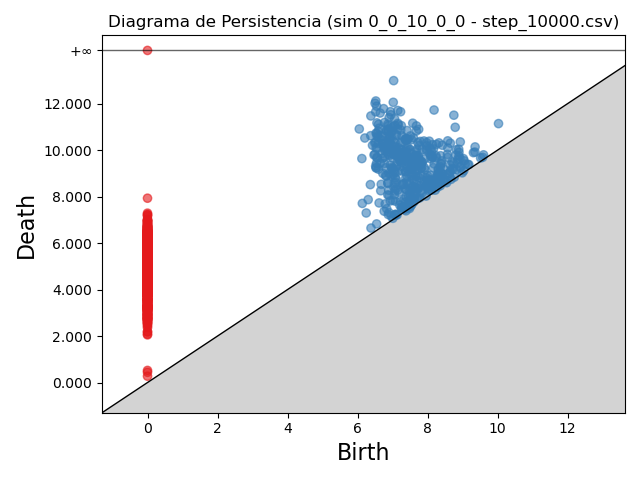 Diagrama de Persistencia (sim 0_0_10_0_0 - step_10000.csv)
+∞
12.000
10.000
8.000
6.000
4.000
2.000
0.000
Death
0 2 4 6 8 10 12
Birth